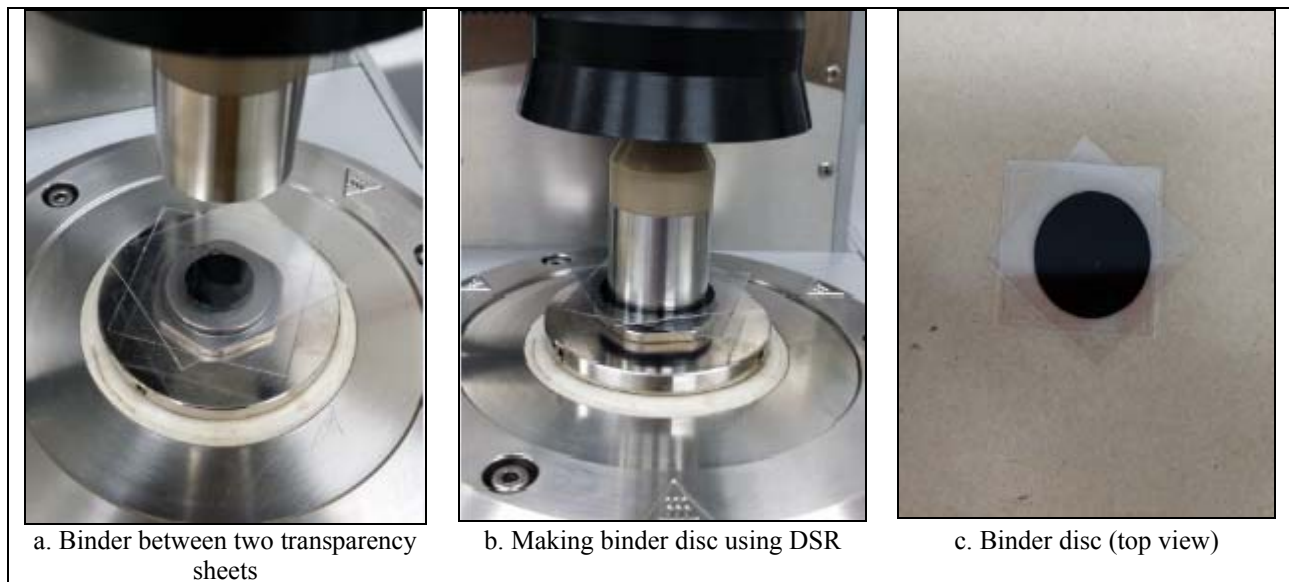 a. Binder between two transparency
sheets
b. Making binder disc using DSR
c. Binder disc (top view)